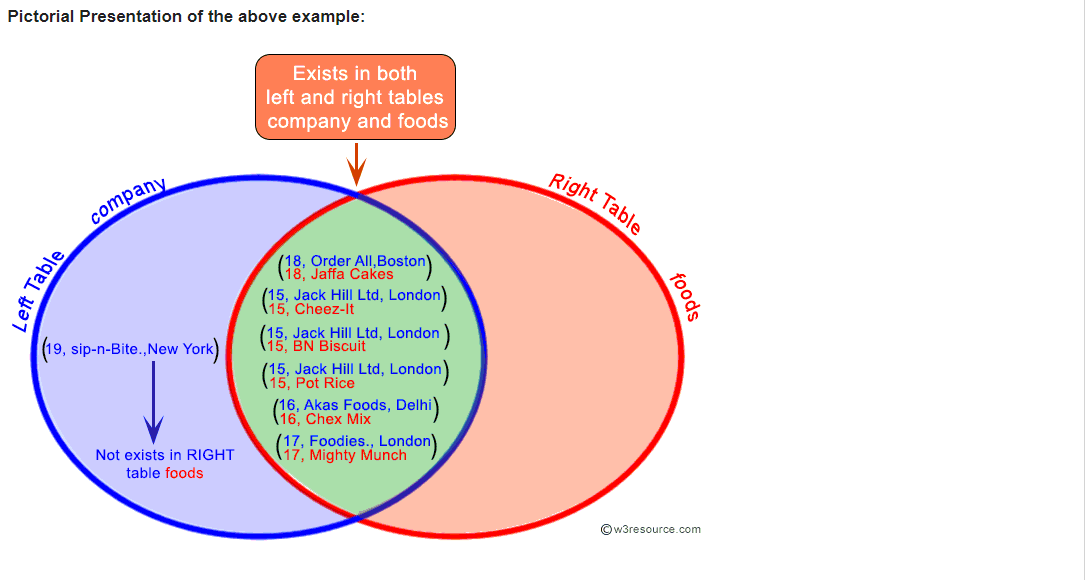 Pictorial Presentation of the above example:
Exists in both
left and right tables
company and foods
Left Table company
Right Table foods
(18, Order All,Boston
18, Jaffa Cakes)
(15, Jack Hill Ltd, London
15, Cheez-It)
(15, Jack Hill Ltd, London
15, BN Biscuit)
(15, Jack Hill Ltd, London
15, Pot Rice)
(16, Akas Foods, Delhi
16, Chex Mix)
(17, Foodies., London
17, Mighty Munch)
(19, sip-n-Bite.,New York)
Not exists in RIGHT
table foods
©w3resource.com